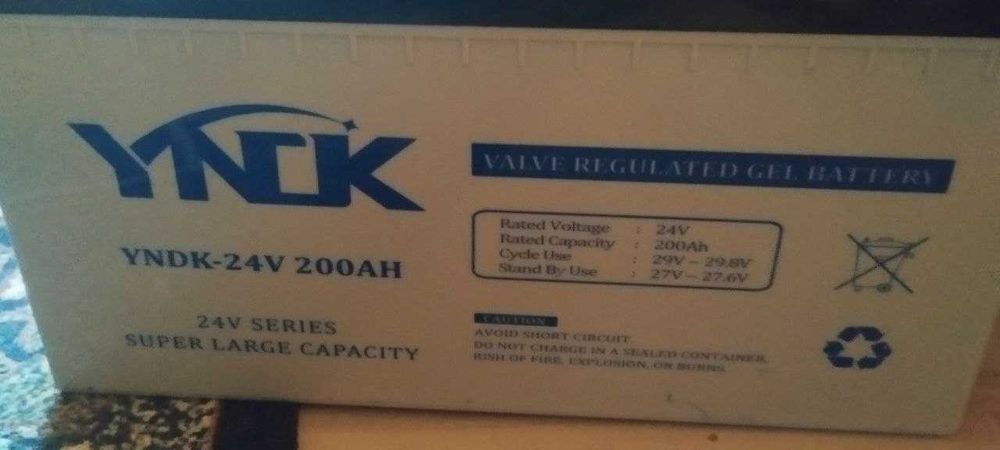 YNDK
YNDK-24V 200AH
24V SERIES
SUPER LARGE CAPACITY
VALVE REGULATED GEL BATTERY
Rated Voltage : 24V
Rated Capacity : 200Ah
Cycle Use : 29V – 29.8V
Stand By Use : 27V – 27.6V
CAUTION
AVOID SHORT CIRCUIT
DO NOT CHARGE IN A SEALED CONTAINER,
RISH OF FIRE, EXPLOSION, OR BURNS